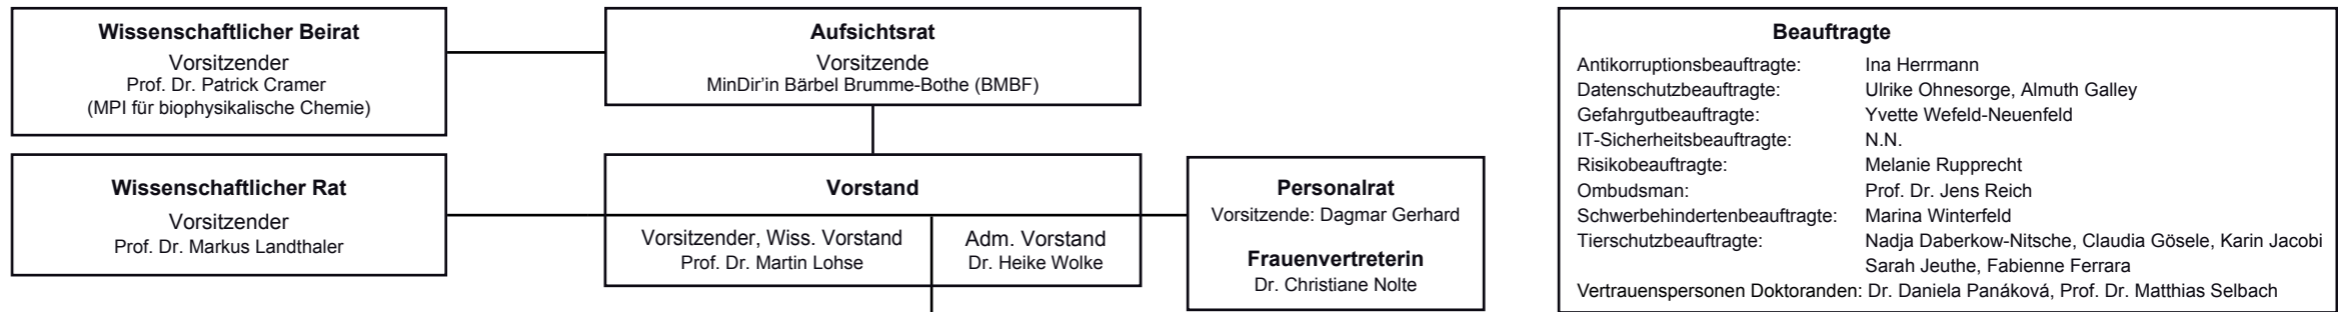 Wissenschaftlicher Beirat
Vorsitzender
Prof. Dr. Patrick Cramer
(MPI für biophysikalische Chemie)
Aufsichtsrat
Vorsitzende
MinDir’in Bärbel Brumme-Bothe (BMBF)
Wissenschaftlicher Rat
Vorsitzender
Prof. Dr. Markus Landthaler
Vorstand
Vorsitzender, Wiss. Vorstand
Prof. Dr. Martin Lohse
Adm. Vorstand
Dr. Heike Wolke
Personalrat
Vorsitzende: Dagmar Gerhard
Frauenvertreterin
Dr. Christiane Nolte
Beauftragte
Antikorruptionsbeauftragte: Ina Herrmann
Datenschutzbeauftragte: Ulrike Ohnesorge, Almuth Galley
Gefahrgutbeauftragte: Yvette Wefeld-Neuenfeld
IT-Sicherheitsbeauftragte: N.N.
Risikobeauftragte: Melanie Rupprecht
Ombudsman: Prof. Dr. Jens Reich
Schwerbehindertenbeauftragte: Marina Winterfeld
Tierschutzbeauftragte: Nadja Daberkow-Nitsche, Claudia Gösele, Karin Jacobi
Sarah Jeuthe, Fabienne Ferrara
Vertrauenspersonen Doktoranden: Dr. Daniela Panáková, Prof. Dr. Matthias Selbach